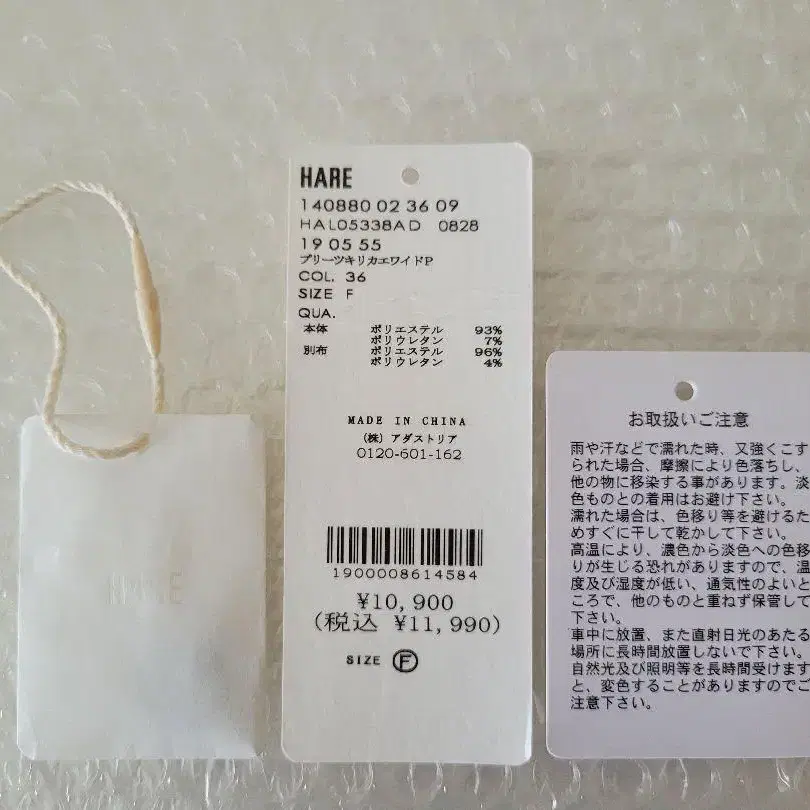 HARE
HARE
140880 02 36 09
HAL05338AD 0828
19 05 55
プリーツキリカエワイドP
COL. 36
SIZE F
QUA.
本体 ポリエステル 93%
ポリウレタン 7%
別布 ポリエステル 96%
ポリウレタン 4%
MADE IN CHINA
(株) アダストリア
0120-601-162
1900008614584
¥10,900
(税込 ¥11,990)
SIZE Ⓕ
お取扱いご注意
雨や汗などで濡れた時、又強くこす
られた場合、摩擦により色落ちし、
他の物に移染する事があります。淡
色ものとの着用はお避け下さい。
濡れた場合は、色移り等を避けるた
めすぐに干して乾かして下さい。
高温により、濃色から淡色への色移
りが生じる恐れがありますので、温
度及び湿度が低い、通気性のよいと
ころで、他のものと重ねず保管して
下さい。
車中に放置、また直射日光のあたる
場所に長時間放置しないで下さい。
自然光及び照明等を長時間受けます
と、変色することがありますのでご
注意下さい。